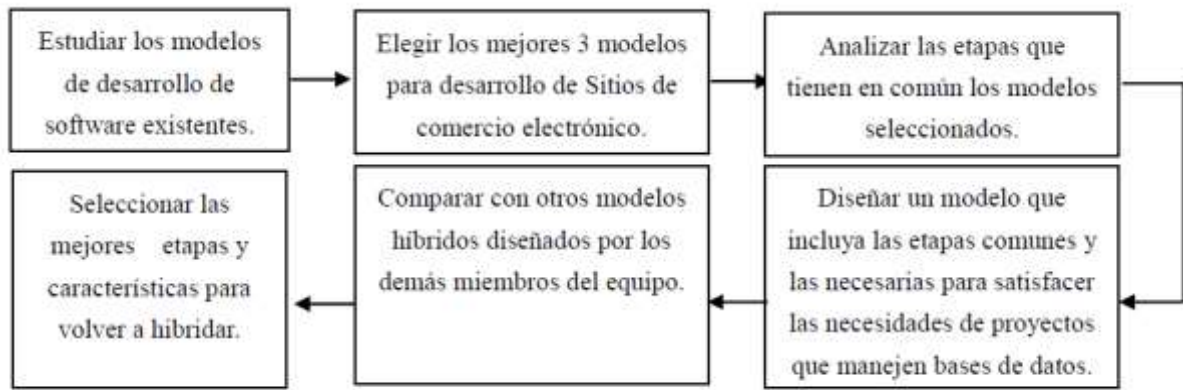 Estudiar los modelos
de desarrollo de
software existentes.
Elegir los mejores 3 modelos
para desarrollo de Sitios de
comercio electrónico.
Analizar las etapas que
tienen en común los modelos
seleccionados.
Diseñar un modelo que
incluya las etapas comunes y
las necesarias para satisfacer
las necesidades de proyectos
que manejen bases de datos.
Comparar con otros modelos
híbridos diseñados por los
demás miembros del equipo.
Seleccionar las
mejores etapas y
características para
volver a hibridar.